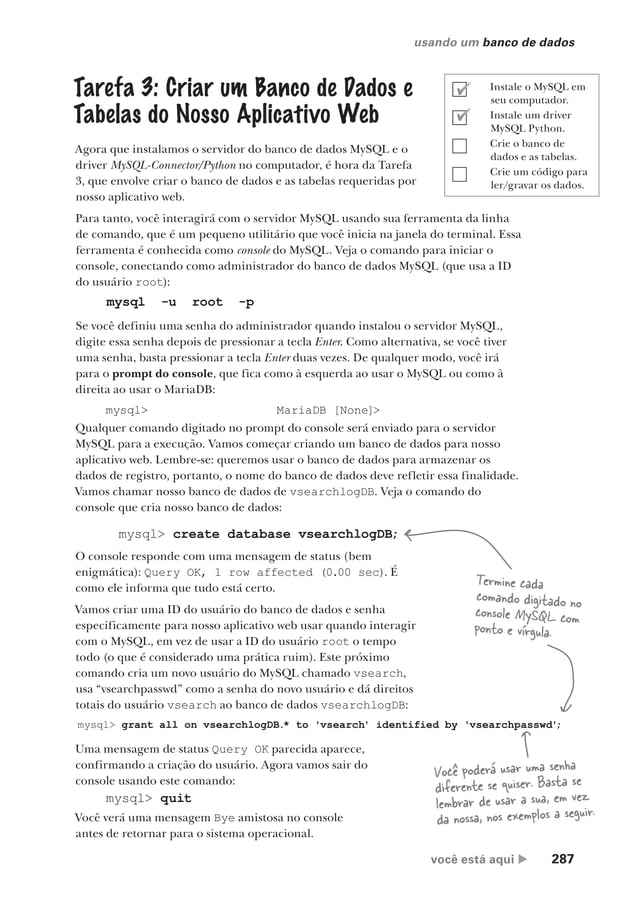 usando um banco de dados
Tarefa 3: Criar um Banco de Dados e
Tabelas do Nosso Aplicativo Web
Instale o MySQL em
seu computador.
Instale um driver
MySQL Python.
Crie o banco de
dados e as tabelas.
Crie um código para
ler/gravar os dados.
Agora que instalamos o servidor do banco de dados MySQL e o
driver MySQL-Connector/Python no computador, é hora da Tarefa
3, que envolve criar o banco de dados e as tabelas requeridas por
nosso aplicativo web.
Para tanto, você interagirá com o servidor MySQL usando sua ferramenta da linha
de comando, que é um pequeno utilitário que você inicia na janela do terminal. Essa
ferramenta é conhecida como console do MySQL. Veja o comando para iniciar o
console, conectando como administrador do banco de dados MySQL (que usa a ID
do usuário root):
mysql -u root -p
Se você definiu uma senha do administrador quando instalou o servidor MySQL,
digite essa senha depois de pressionar a tecla Enter. Como alternativa, se você tiver
uma senha, basta pressionar a tecla Enter duas vezes. De qualquer modo, você irá
para o prompt do console, que fica como à esquerda ao usar o MySQL ou como à
direita ao usar o MariaDB:
mysql> MariaDB [None]>
Qualquer comando digitado no prompt do console será enviado para o servidor
MySQL para a execução. Vamos começar criando um banco de dados para nosso
aplicativo web. Lembre-se: queremos usar o banco de dados para armazenar os
dados de registro, portanto, o nome do banco de dados deve refletir essa finalidade.
Vamos chamar nosso banco de dados de vsearchlogDB. Veja o comando do
console que cria nosso banco de dados:
mysql> create database vsearchlogDB;
O console responde com uma mensagem de status (bem
enigmática): Query OK, 1 row affected (0.00 sec). É
como ele informa que tudo está certo.
Termine cada
comando digitado no
console MySQL com
ponto e vírgula.
Vamos criar uma ID do usuário do banco de dados e senha
especificamente para nosso aplicativo web usar quando interagir
com o MySQL, em vez de usar a ID do usuário root o tempo
todo (o que é considerado uma prática ruim). Este próximo
comando cria um novo usuário do MySQL chamado vsearch,
usa “vsearchpasswd” como a senha do novo usuário e dá direitos
totais do usuário vsearch ao banco de dados vsearchlogDB:
mysql> grant all on vsearchlogDB.* to 'vsearch' identified by 'vsearchpasswd';
Uma mensagem de status Query OK parecida aparece,
confirmando a criação do usuário. Agora vamos sair do
console usando este comando:
mysql> quit
Você verá uma mensagem Bye amistosa no console
antes de retornar para o sistema operacional.
Você poderá usar uma senha
diferente se quiser. Basta se
lembrar de usar a sua, em vez
da nossa, nos exemplos a seguir.
você está aqui ▶ 287